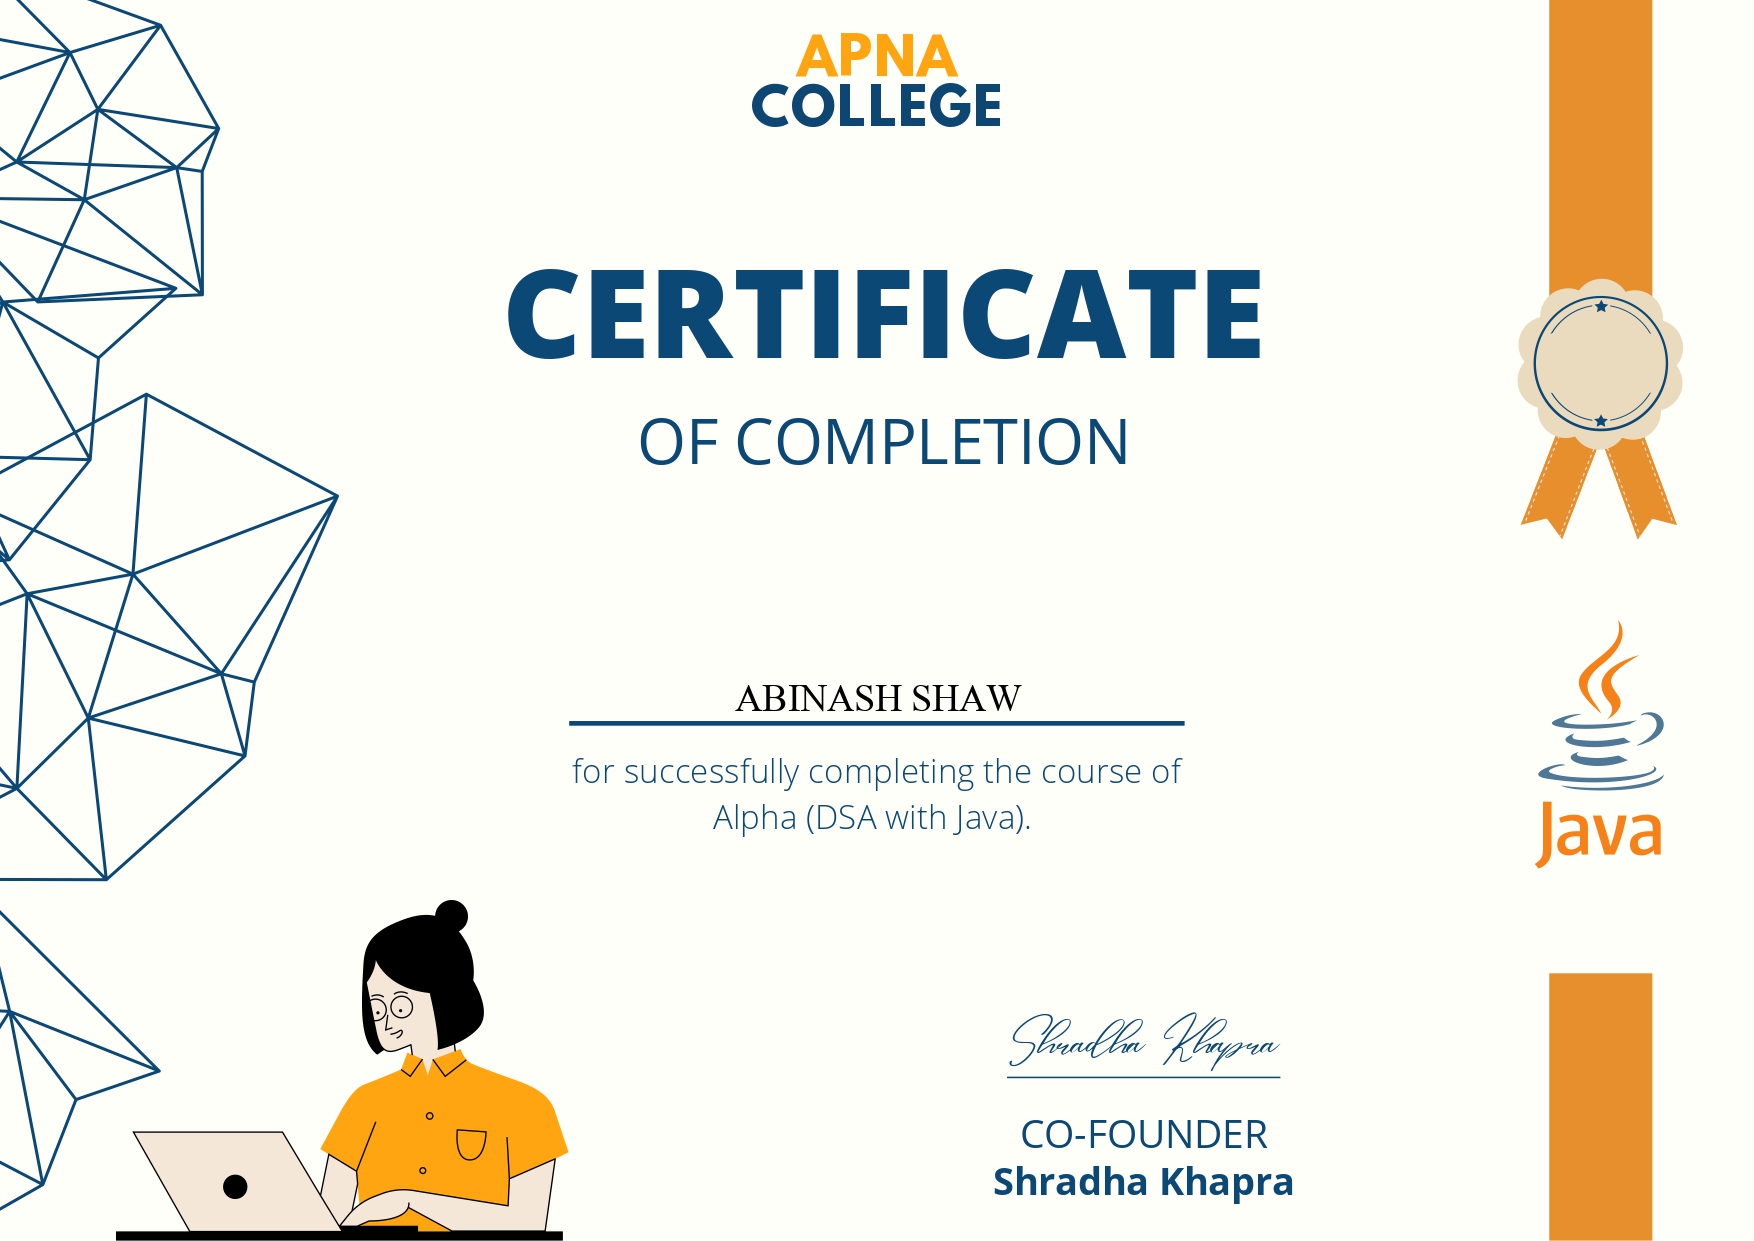 APNA
COLLEGE
CERTIFICATE
OF COMPLETION
ABINASH SHAW
for successfully completing the course of
Alpha (DSA with Java).
Java
Shradha Khapra
CO-FOUNDER
Shradha Khapra